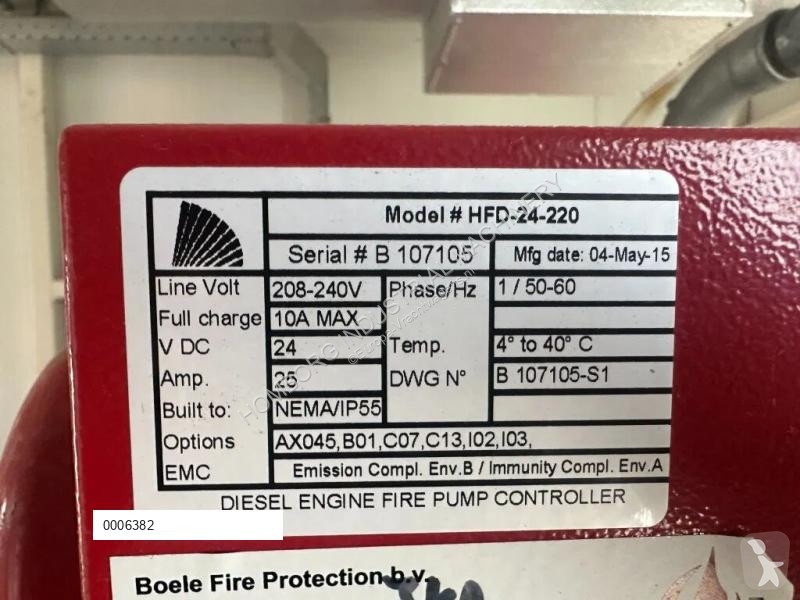 Model # HFD-24-220
Serial # B 107105 Mfg date: 04-May-15
Line Volt 208-240V Phase/Hz 1 / 50-60
Full charge 10A MAX
V DC 24 Temp. 4° to 40° C
Amp. 25 DWG N° B 107105-S1
Built to: NEMA/IP55
Options AX045,B01,C07,C13,I02,I03,
EMC Emission Compl. Env.B / Immunity Compl. Env.A
DIESEL ENGINE FIRE PUMP CONTROLLER
HOMBORG INDUSTRIAL MACHINERY
0006382
Boele Fire Protection b.v.